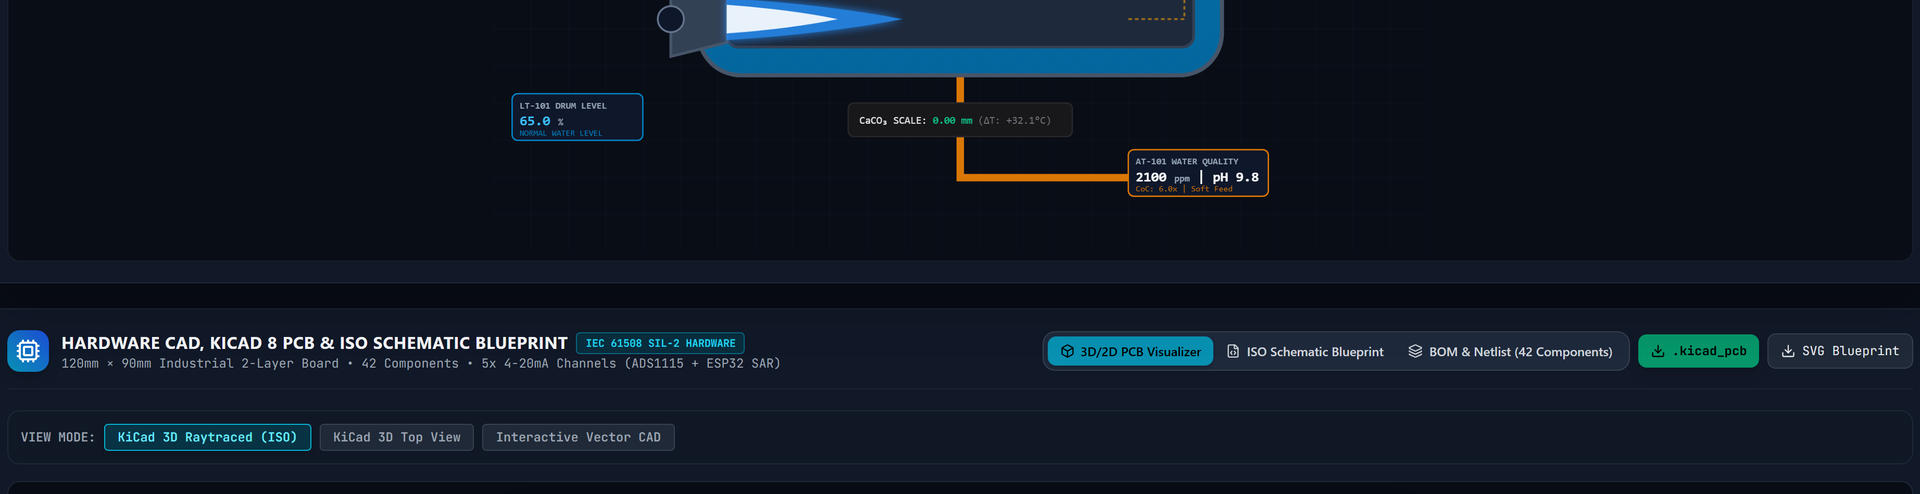 LT-101 DRUM LEVEL
65.0 %
NORMAL WATER LEVEL
CaCO₃ SCALE: 0.00 mm (ΔT: +32.1°C)
AT-101 WATER QUALITY
2100 ppm | pH 9.8
CoC: 6.0x | Soft Feed
HARDWARE CAD, KICAD 8 PCB & ISO SCHEMATIC BLUEPRINT
IEC 61508 SIL-2 HARDWARE
120mm × 90mm Industrial 2-Layer Board • 42 Components • 5x 4-20mA Channels (ADS1115 + ESP32 SAR)
3D/2D PCB Visualizer
ISO Schematic Blueprint
BOM & Netlist (42 Components)
.kicad_pcb
SVG Blueprint
VIEW MODE:
KiCad 3D Raytraced (ISO)
KiCad 3D Top View
Interactive Vector CAD